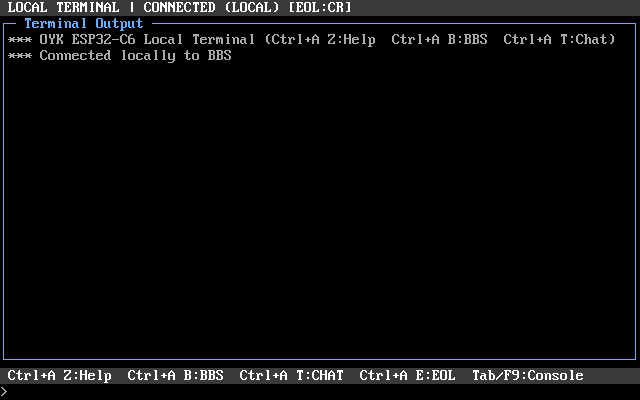 LOCAL TERMINAL | CONNECTED (LOCAL) [EOL:CR]
Terminal Output
*** OYK ESP32-C6 Local Terminal (Ctrl+A Z:Help  Ctrl+A B:BBS  Ctrl+A T:Chat)
*** Connected locally to BBS
Ctrl+A Z:Help  Ctrl+A B:BBS  Ctrl+A T:CHAT  Ctrl+A E:EOL  Tab/F9:Console
>